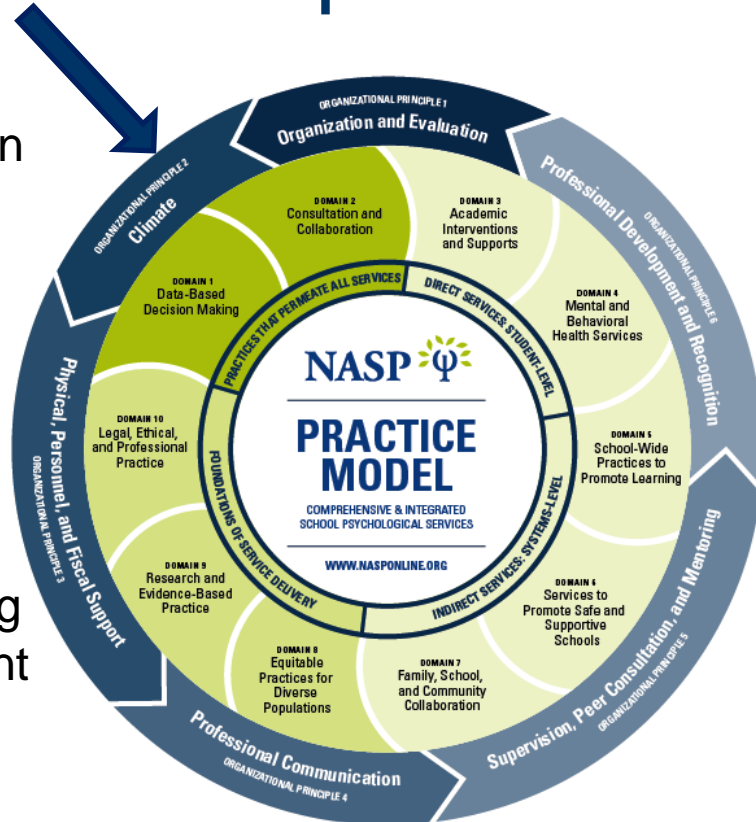 n
g
nt
ORGANIZATIONAL PRINCIPLE 1
Organization and Evaluation
ORGANIZATIONAL PRINCIPLE 2
Climate
Physical, Personnel, and Fiscal Support
ORGANIZATIONAL PRINCIPLE 3
Professional Communication
ORGANIZATIONAL PRINCIPLE 4
Supervision, Peer Consultation, and Mentoring
ORGANIZATIONAL PRINCIPLE 5
Professional Development and Recognition
ORGANIZATIONAL PRINCIPLE 6
DOMAIN 1
Data-Based
Decision Making
DOMAIN 2
Consultation and
Collaboration
DOMAIN 3
Academic
Interventions
and Supports
DOMAIN 4
Mental and
Behavioral
Health Services
DOMAIN 5
School-Wide
Practices to
Promote Learning
DOMAIN 6
Services to
Promote Safe and
Supportive
Schools
DOMAIN 7
Family, School,
and Community
Collaboration
DOMAIN 8
Equitable
Practices for
Diverse
Populations
DOMAIN 9
Research and
Evidence-Based
Practice
DOMAIN 10
Legal, Ethical,
and Professional
Practice
PRACTICES THAT PERMEATE ALL SERVICES
DIRECT SERVICES: STUDENT-LEVEL
INDIRECT SERVICES: SYSTEMS-LEVEL
FOUNDATIONS OF SERVICE DELIVERY
NASP
PRACTICE
MODEL
COMPREHENSIVE & INTEGRATED
SCHOOL PSYCHOLOGICAL SERVICES
WWW.NASPONLINE.ORG